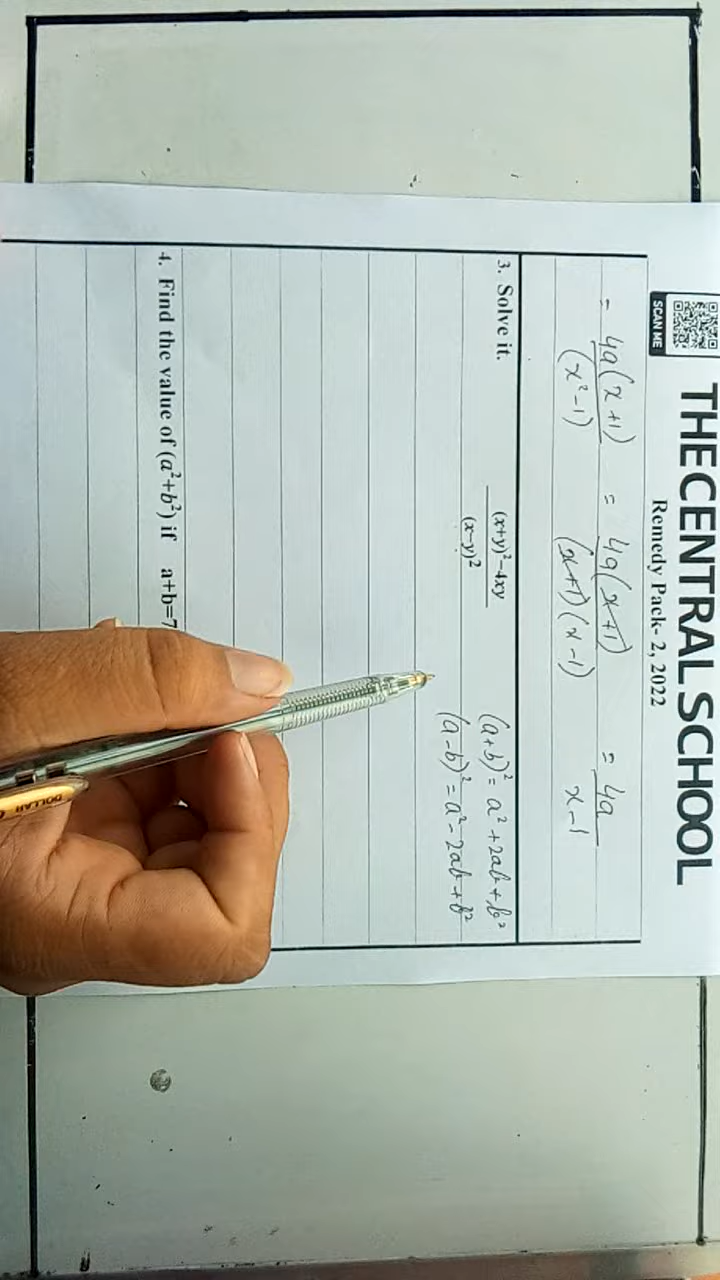 SCAN ME
THE CENTRAL SCHOOL
Remedy Pack- 2, 2022
= 4a(x+1) / (x²-1) = 4a(x+1) / (x+1)(x-1) = 4a / x-1
3. Solve it.
(x+y)²-4xy / (x-y)²
(a+b)² = a² + 2ab + b²
(a-b)² = a² - 2ab + b²
4. Find the value of (a²+b²) if a+b=7
DOLLAR